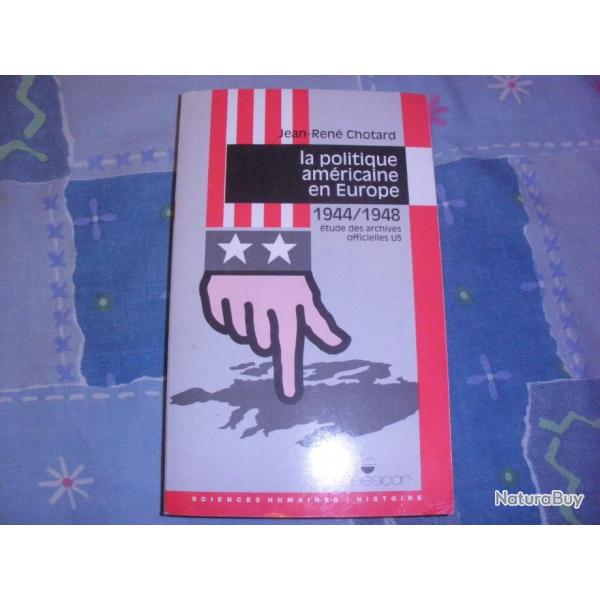 Jean-René Chotard
la politique
américaine
en Europe
1944/1948
étude des archives
officielles US
SCIENCES HUMAINES / HISTOIRE
NaturaBuy